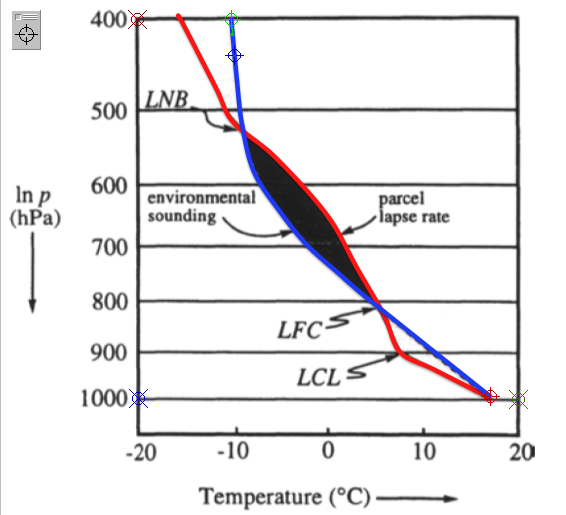 400
500
LNB
600
environmental
sounding
parcel
lapse rate
ln p
(hPa)
700
800
LFC
900
LCL
1000
-20 -10 0 10 20
Temperature (°C)